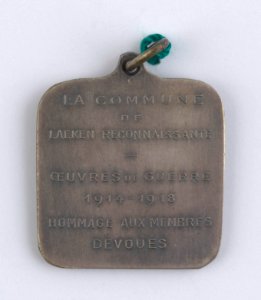 LA COMMUNE
DE
LAEKEN RECONNAISSANTE
=
ŒUVRES DE GUERRE
1914-1918
HOMMAGE AUX MEMBRES
DEVOUES